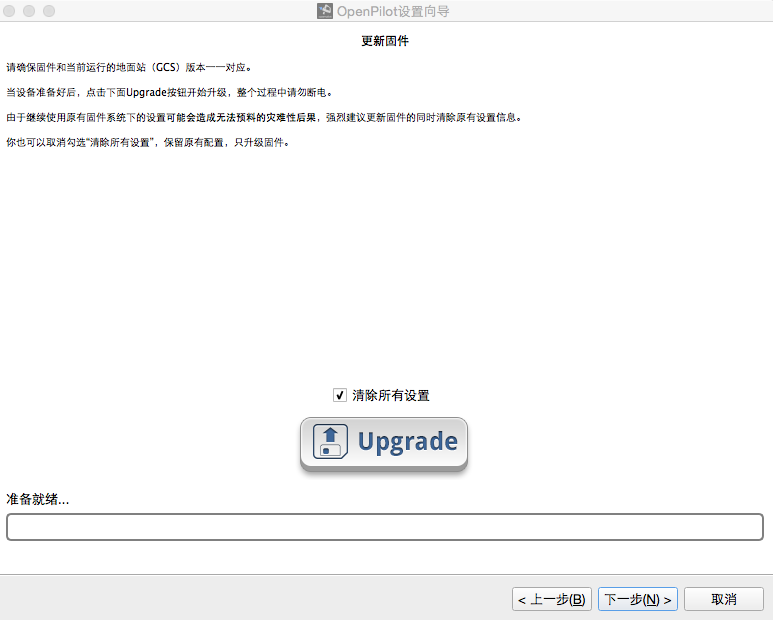 OpenPilot设置向导
更新固件
请确保固件和当前运行的地面站（GCS）版本一一对应。
当设备准备好后，点击下面Upgrade按钮开始升级，整个过程中请勿断电。
由于继续使用原有固件系统下的设置可能会造成无法预料的灾难性后果，强烈建议更新固件的同时清除原有设置信息。
你也可以取消勾选“清除所有设置”，保留原有配置，只升级固件。
清除所有设置
Upgrade
准备就绪...
< 上一步(B)
下一步(N) >
取消